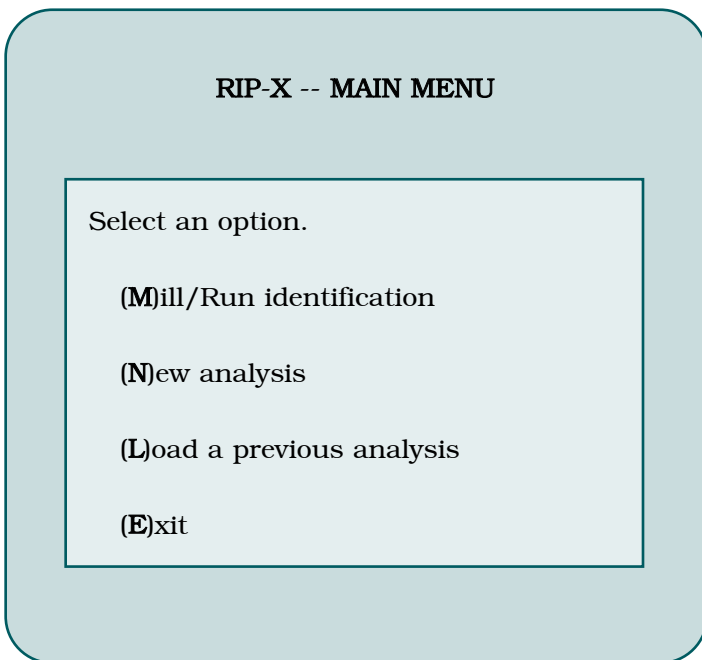 RIP-X -- MAIN MENU
Select an option.
(M)ill/Run identification
(N)ew analysis
(L)oad a previous analysis
(E)xit